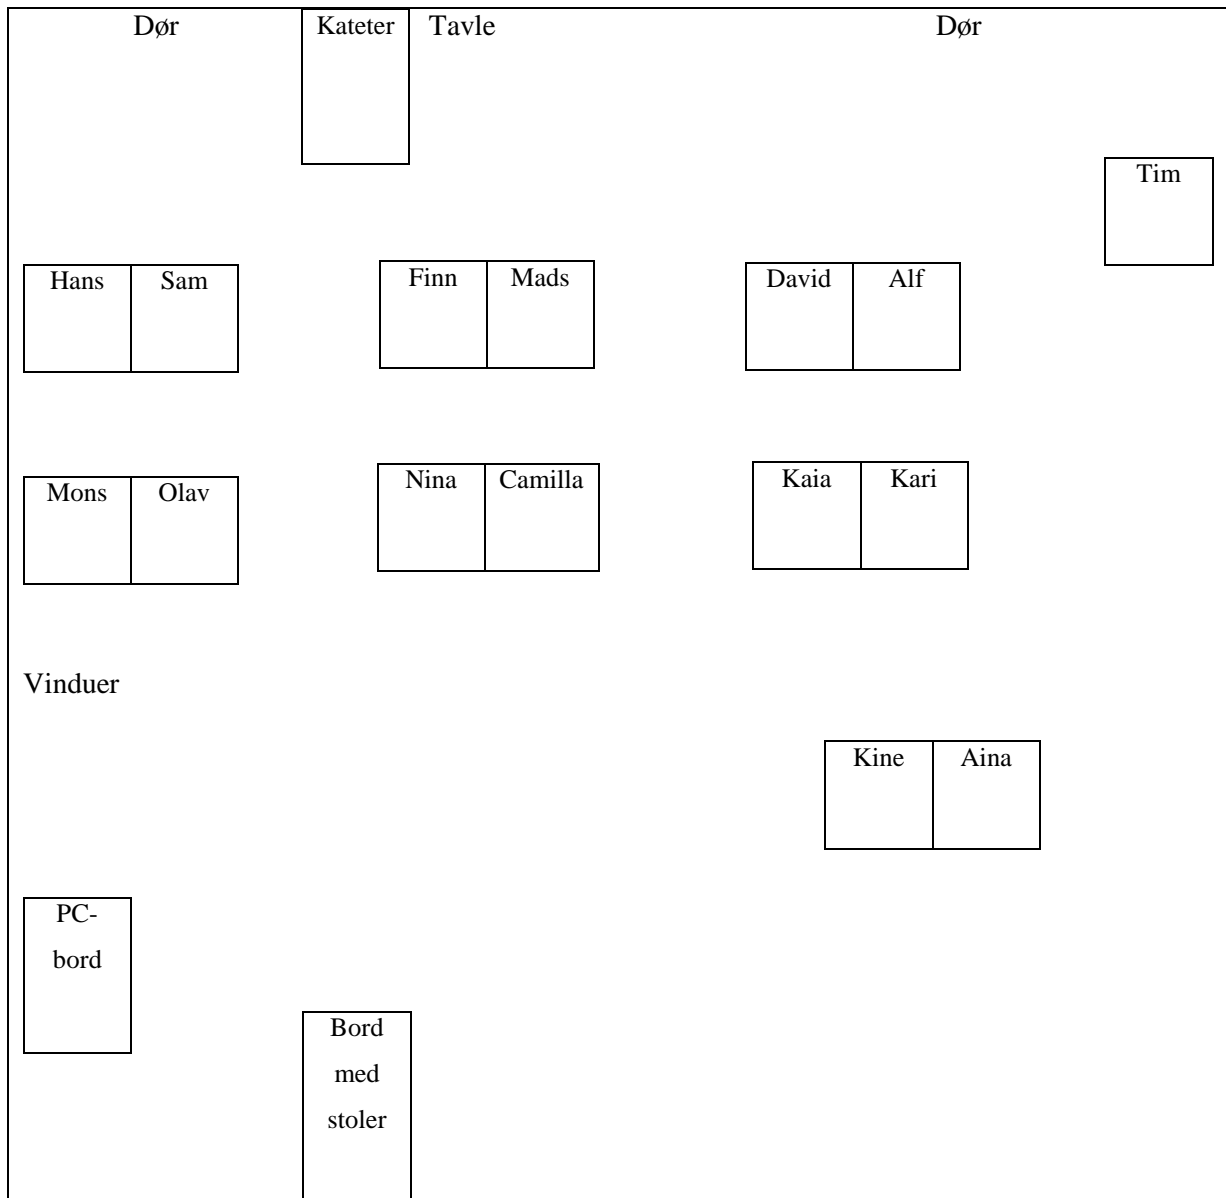 Dør
Kateter
Tavle
Dør
Tim
Hans
Sam
Finn
Mads
David
Alf
Mons
Olav
Nina
Camilla
Kaia
Kari
Vinduer
Kine
Aina
PC-
bord
Bord
med
stoler